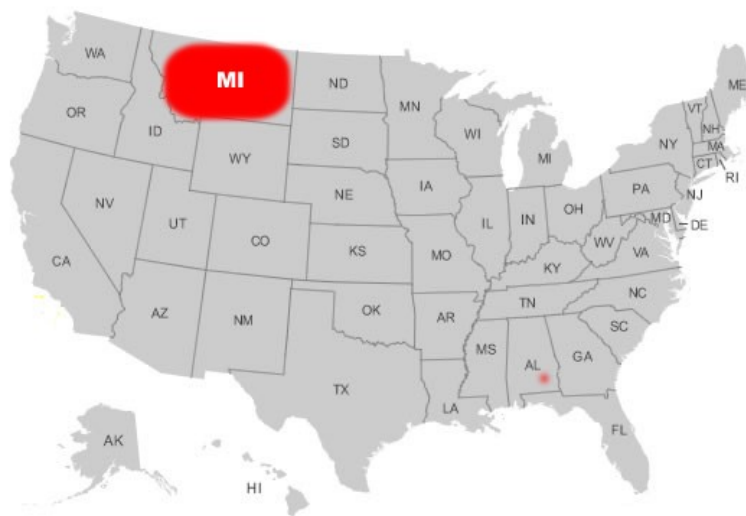 WA
MI
ND
MN
ME
VT
NH
OR
ID
SD
WI
NY
MA
WY
MI
CT
RI
IA
NE
PA
NJ
NV
UT
CO
IL
IN
OH
MD
DE
KS
MO
WV
VA
CA
KY
AZ
NM
OK
AR
TN
NC
SC
MS
AL
GA
TX
LA
FL
AK
HI